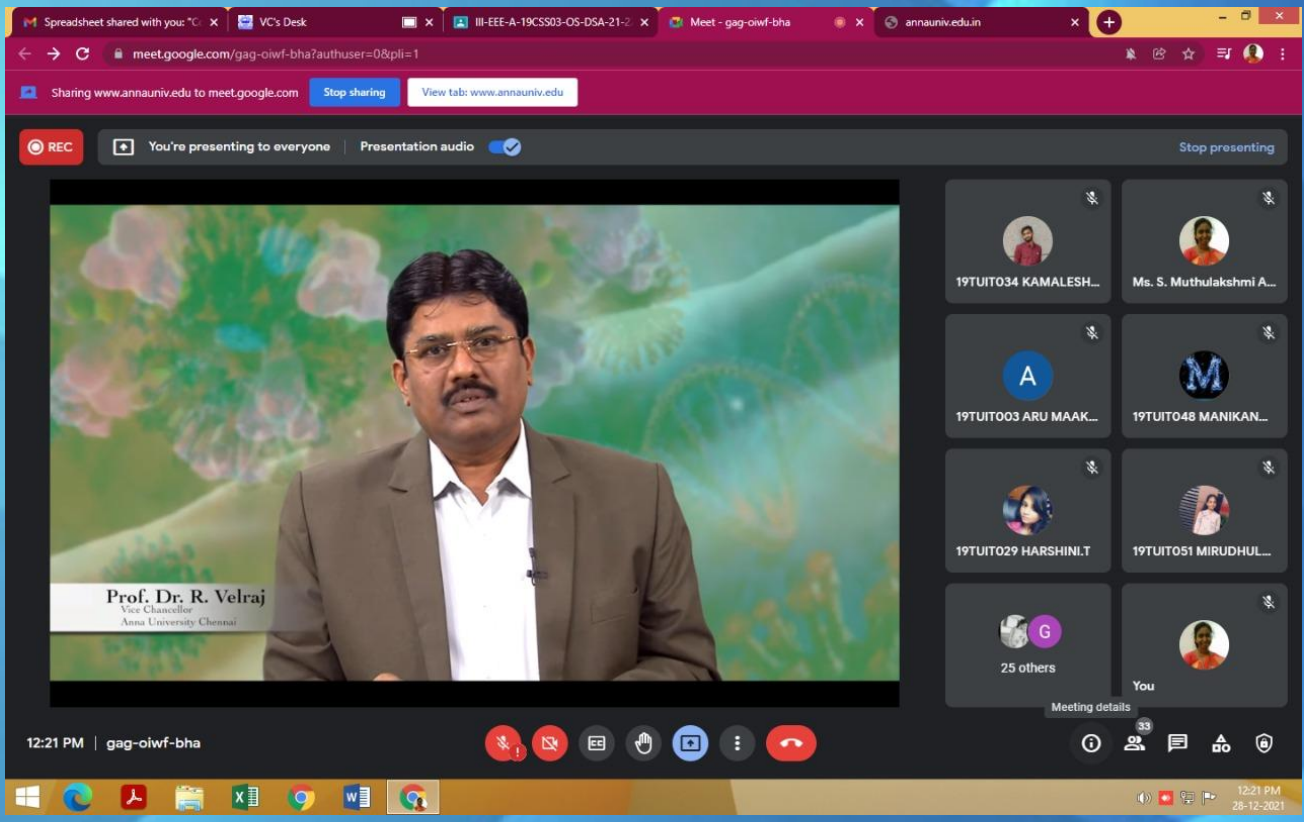 Spreadsheet shared with you: "C
VC's Desk
III-EEE-A-19CSS03-OS-DSA-21-2
Meet - gag-oiwf-bha
annauniv.edu.in
meet.google.com/gag-oiwf-bha?authuser=0&pli=1
Sharing www.annauniv.edu to meet.google.com
Stop sharing
View tab: www.annauniv.edu
REC
You're presenting to everyone
Presentation audio
Stop presenting
19TUIT034 KAMALESH...
Ms. S. Muthulakshmi A...
A
19TUIT003 ARU MAAK...
M
19TUIT048 MANIKAN...
19TUIT029 HARSHINI.T
19TUIT051 MIRUDHUL...
G
25 others
You
Prof. Dr. R. Velraj
Vice Chancellor
Anna University Chennai
Meeting details
12:21 PM | gag-oiwf-bha
CC
33
12:21 PM
28-12-2021